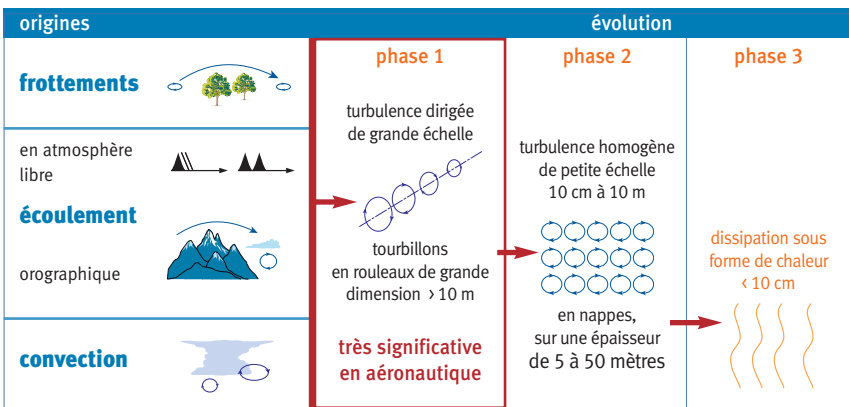 origines
évolution
frottements
en atmosphère
libre
écoulement
orographique
convection
phase 1
turbulence dirigée
de grande échelle
tourbillons
en rouleaux de grande
dimension > 10 m
très significative
en aéronautique
phase 2
turbulence homogène
de petite échelle
10 cm à 10 m
en nappes,
sur une épaisseur
de 5 à 50 mètres
phase 3
dissipation sous
forme de chaleur
< 10 cm